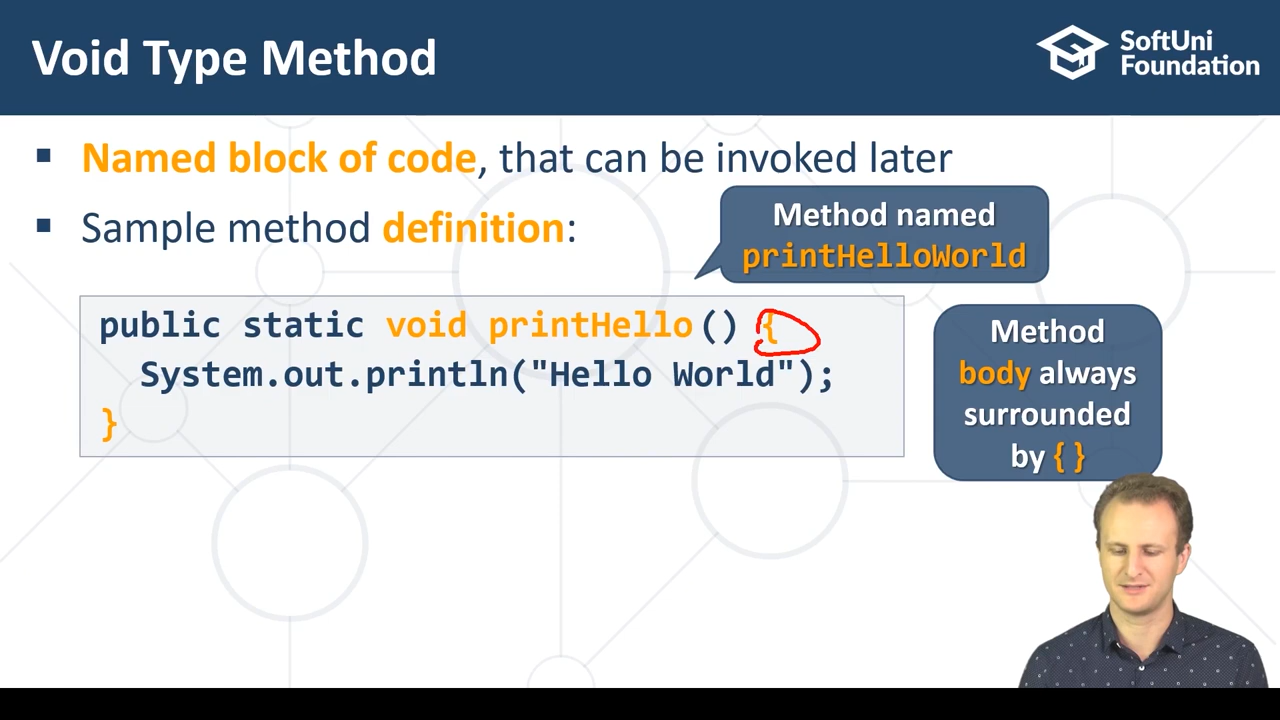 Void Type Method
SoftUni
Foundation
▪ Named block of code, that can be invoked later
▪ Sample method definition:
Method named
printHelloWorld
public static void printHello() {
System.out.println("Hello World");
}
Method
body always
surrounded
by { }